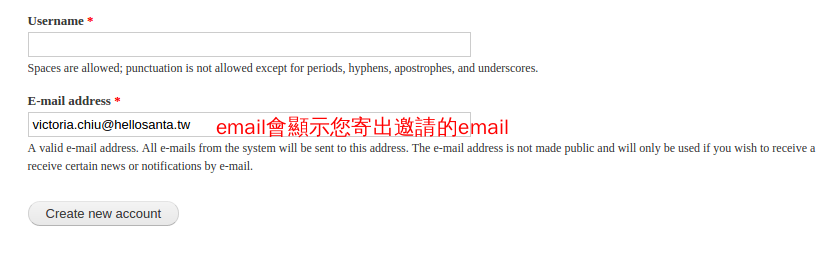 Username *
Spaces are allowed; punctuation is not allowed except for periods, hyphens, apostrophes, and underscores.
E-mail address *
victoria.chiu@hellosanta.tw email會顯示您寄出邀請的email
A valid e-mail address. All e-mails from the system will be sent to this address. The e-mail address is not made public and will only be used if you wish to receive a
receive certain news or notifications by e-mail.
Create new account